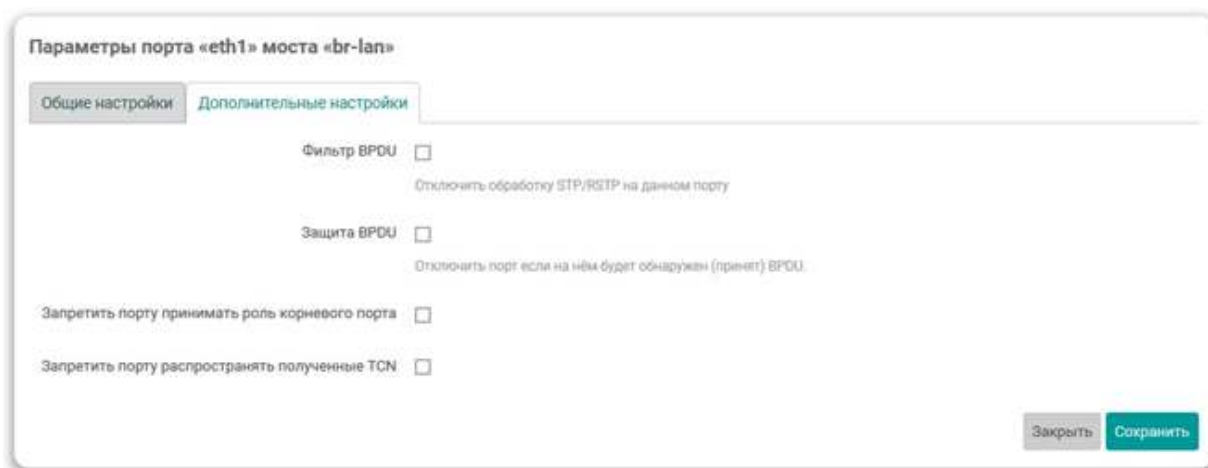 Параметры порта «eth1» моста «br-lan»
Общие настройки Дополнительные настройки
Фильтр BPDU
Отключить обработку STP/RSTP на данном порту
Защита BPDU
Отключить порт если на нём будет обнаружен (принят) BPDU.
Запретить порту принимать роль корневого порта
Запретить порту распространять полученные TCN
Закрыть Сохранить